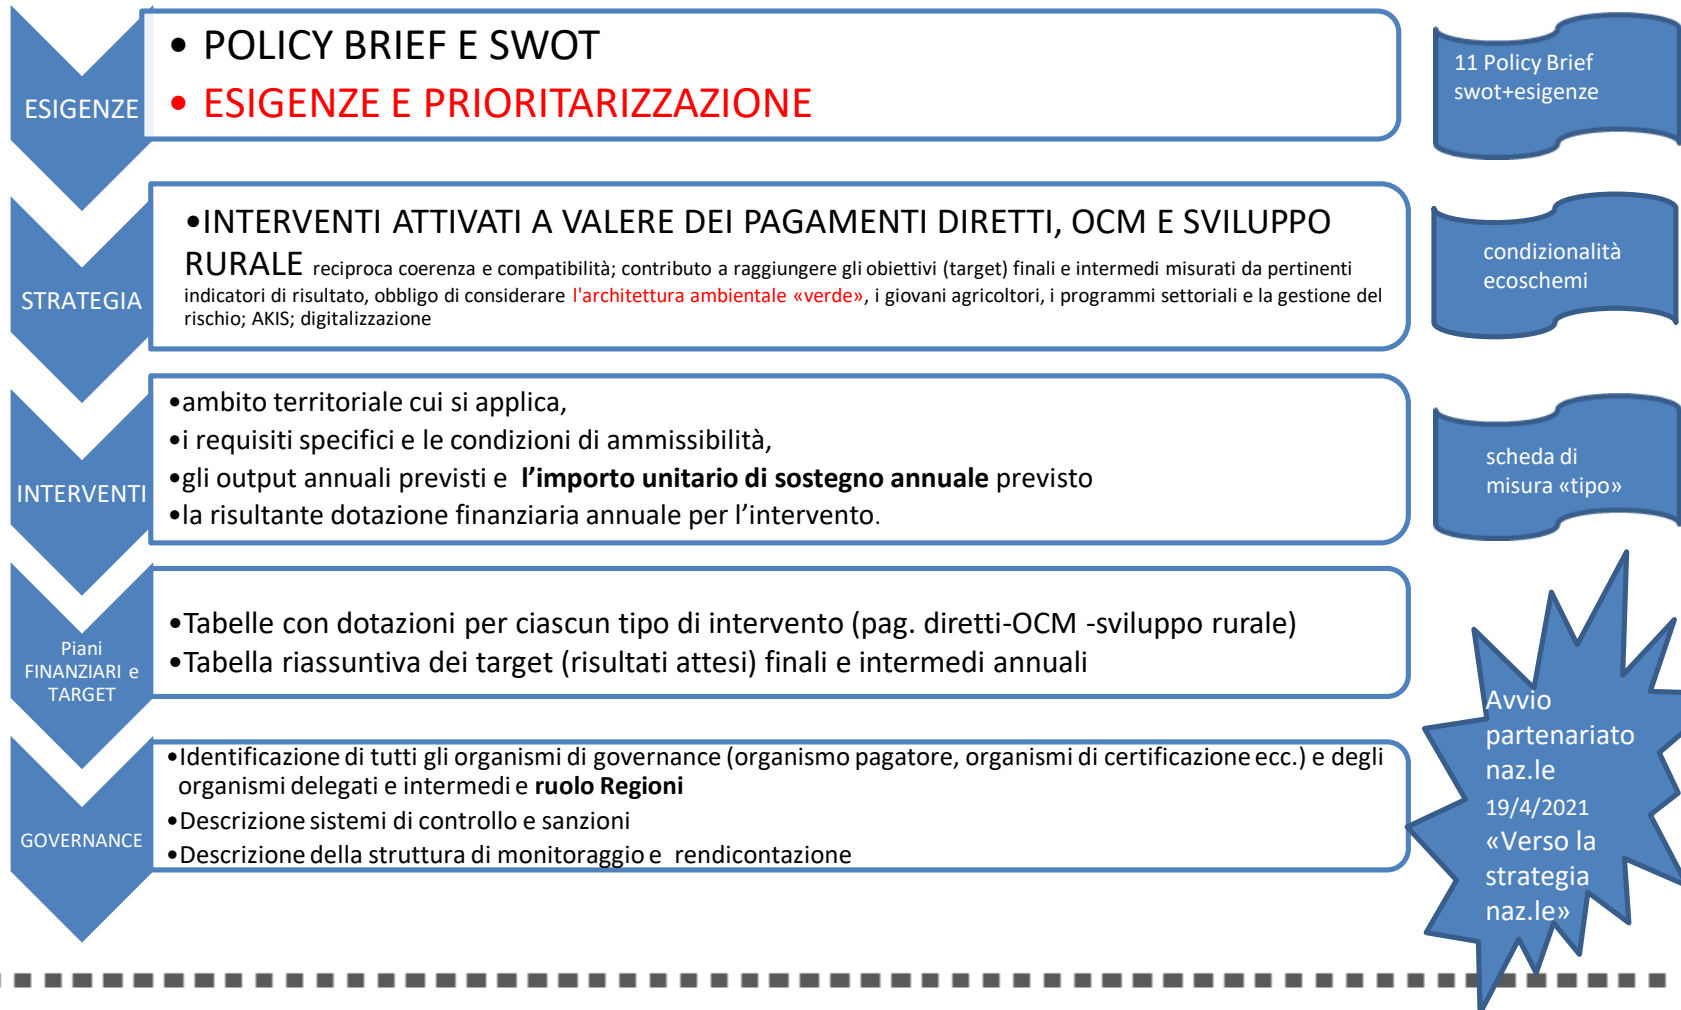 ESIGENZE
• POLICY BRIEF E SWOT
• ESIGENZE E PRIORITARIZZAZIONE
11 Policy Brief
swot+esigenze
STRATEGIA
•INTERVENTI ATTIVATI A VALERE DEI PAGAMENTI DIRETTI, OCM E SVILUPPO
RURALE reciproca coerenza e compatibilità; contributo a raggiungere gli obiettivi (target) finali e intermedi misurati da pertinenti
indicatori di risultato, obbligo di considerare l'architettura ambientale «verde», i giovani agricoltori, i programmi settoriali e la gestione del
rischio; AKIS; digitalizzazione
condizionalità
ecoschemi
INTERVENTI
•ambito territoriale cui si applica,
•i requisiti specifici e le condizioni di ammissibilità,
•gli output annuali previsti e l’importo unitario di sostegno annuale previsto
•la risultante dotazione finanziaria annuale per l’intervento.
scheda di
misura «tipo»
Piani
FINANZIARI e
TARGET
•Tabelle con dotazioni per ciascun tipo di intervento (pag. diretti-OCM -sviluppo rurale)
•Tabella riassuntiva dei target (risultati attesi) finali e intermedi annuali
GOVERNANCE
•Identificazione di tutti gli organismi di governance (organismo pagatore, organismi di certificazione ecc.) e degli
organismi delegati e intermedi e ruolo Regioni
•Descrizione sistemi di controllo e sanzioni
•Descrizione della struttura di monitoraggio e rendicontazione
Avvio
partenariato
naz.le
19/4/2021
«Verso la
strategia
naz.le»